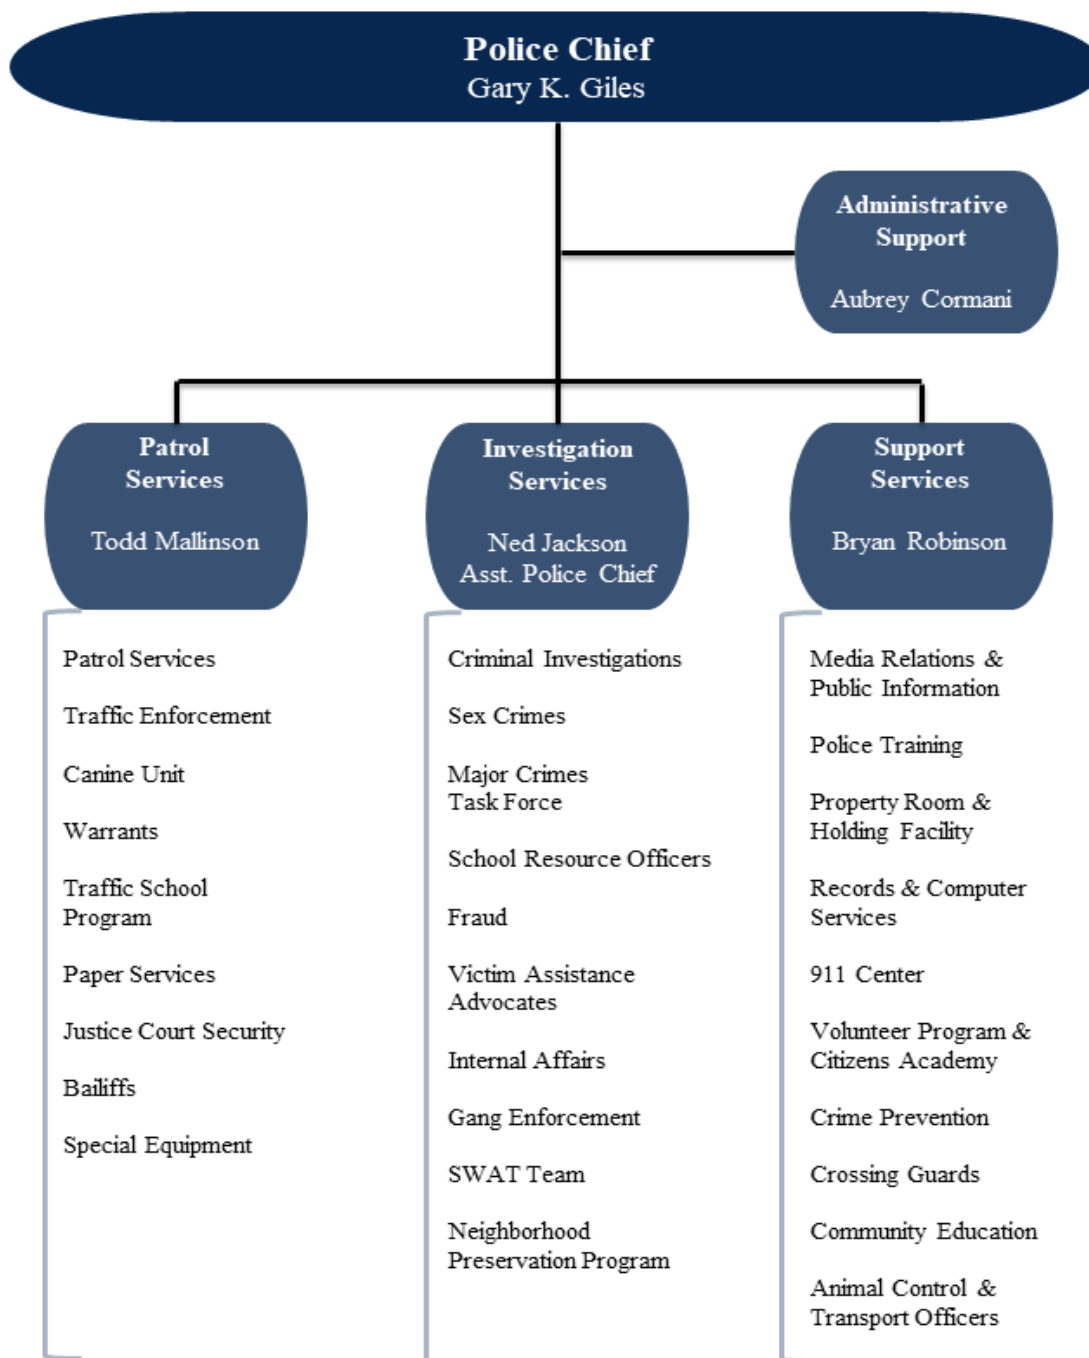 Police Chief
Gary K. Giles
Administrative
Support
Aubrey Cormani
Patrol
Services
Todd Mallinson
Investigation
Services
Ned Jackson
Asst. Police Chief
Support
Services
Bryan Robinson
Patrol Services
Traffic Enforcement
Canine Unit
Warrants
Traffic School
Program
Paper Services
Justice Court Security
Bailiffs
Special Equipment
Criminal Investigations
Sex Crimes
Major Crimes
Task Force
School Resource Officers
Fraud
Victim Assistance
Advocates
Internal Affairs
Gang Enforcement
SWAT Team
Neighborhood
Preservation Program
Media Relations &
Public Information
Police Training
Property Room &
Holding Facility
Records & Computer
Services
911 Center
Volunteer Program &
Citizens Academy
Crime Prevention
Crossing Guards
Community Education
Animal Control &
Transport Officers